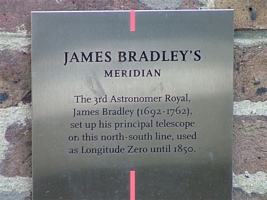 JAMES BRADLEY'S
MERIDIAN
The 3rd Astronomer Royal,
James Bradley (1692-1762),
set up his principal telescope
on this north-south line, used
as Longitude Zero until 1850.